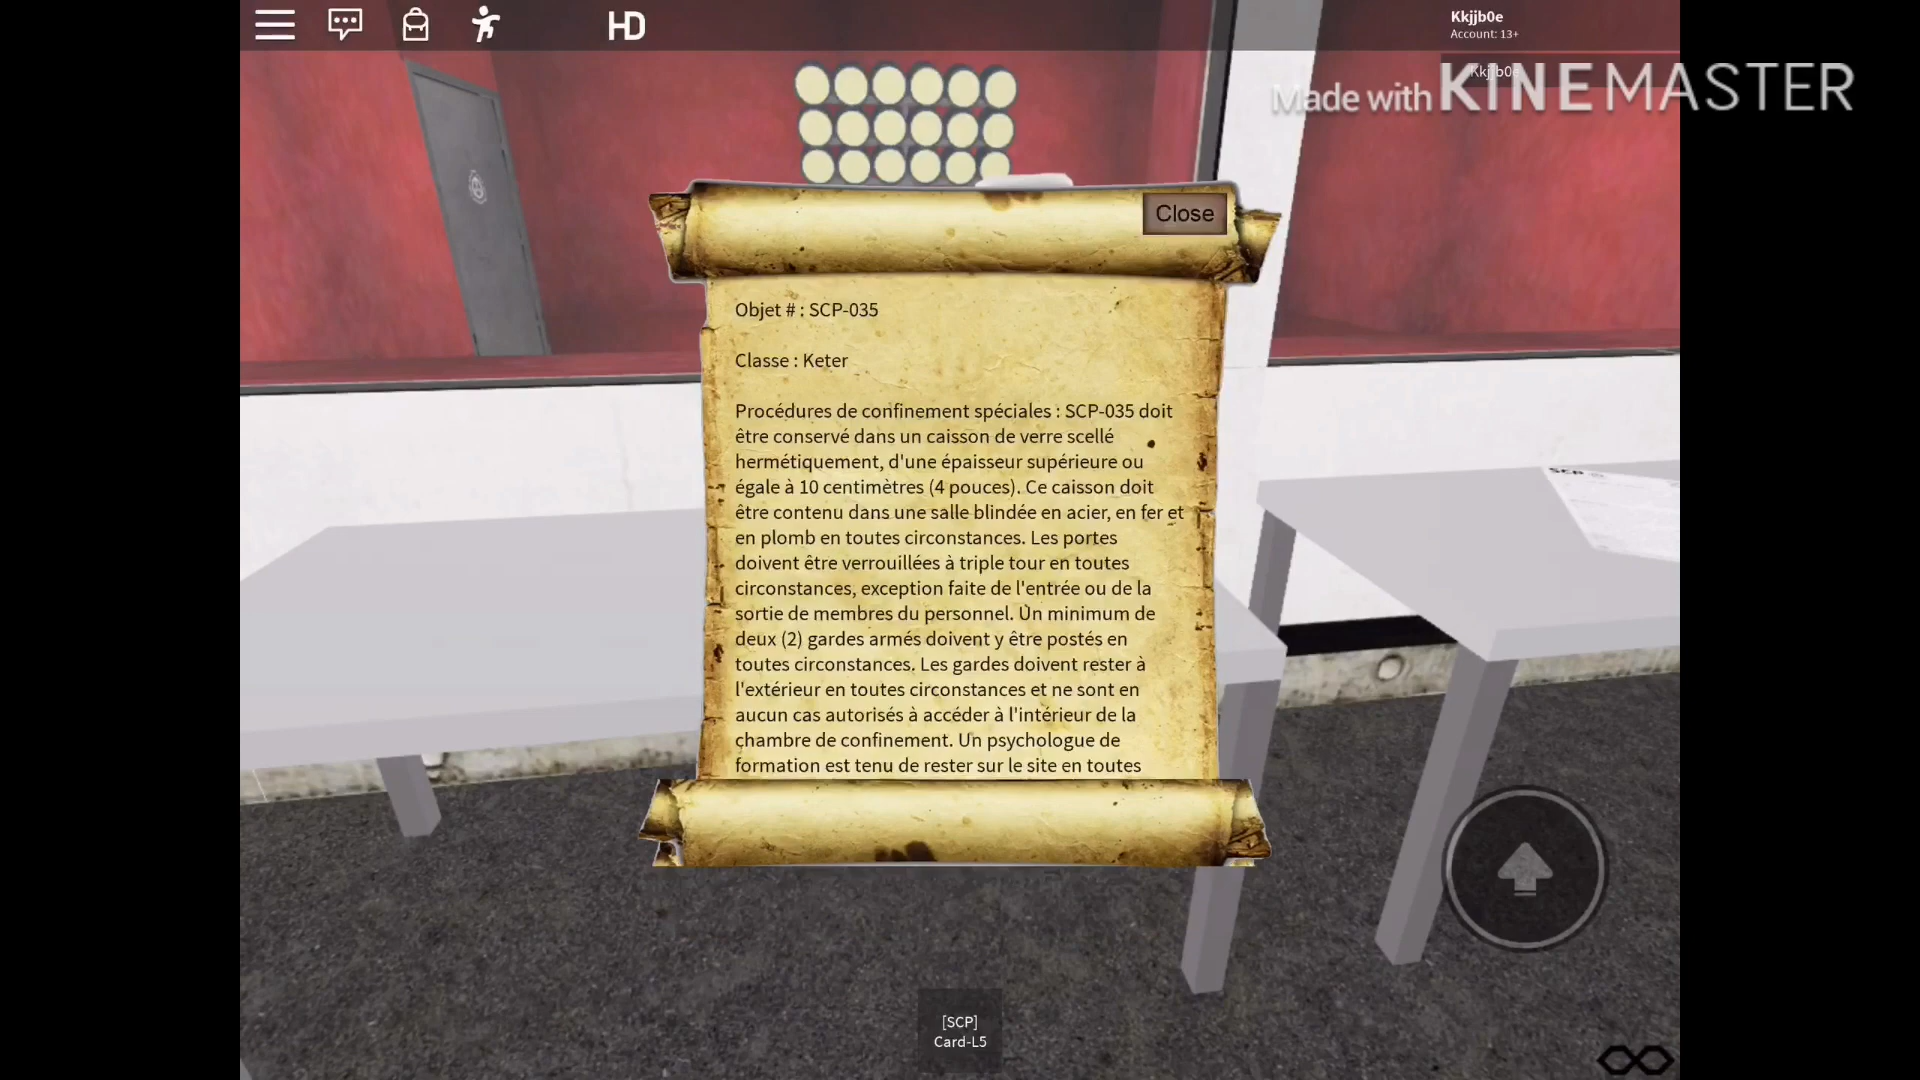 HD
Kkjjb0e
Account: 13+
Kkjjb0e
Made with KINEMASTER
Close
Objet # : SCP-035
Classe : Keter
Procédures de confinement spéciales : SCP-035 doit
être conservé dans un caisson de verre scellé
hermétiquement, d'une épaisseur supérieure ou
égale à 10 centimètres (4 pouces). Ce caisson doit
être contenu dans une salle blindée en acier, en fer et
en plomb en toutes circonstances. Les portes
doivent être verrouillées à triple tour en toutes
circonstances, exception faite de l'entrée ou de la
sortie de membres du personnel. Un minimum de
deux (2) gardes armés doivent y être postés en
toutes circonstances. Les gardes doivent rester à
l'extérieur en toutes circonstances et ne sont en
aucun cas autorisés à accéder à l'intérieur de la
chambre de confinement. Un psychologue de
formation est tenu de rester sur le site en toutes
SCP
[SCP]
Card-L5